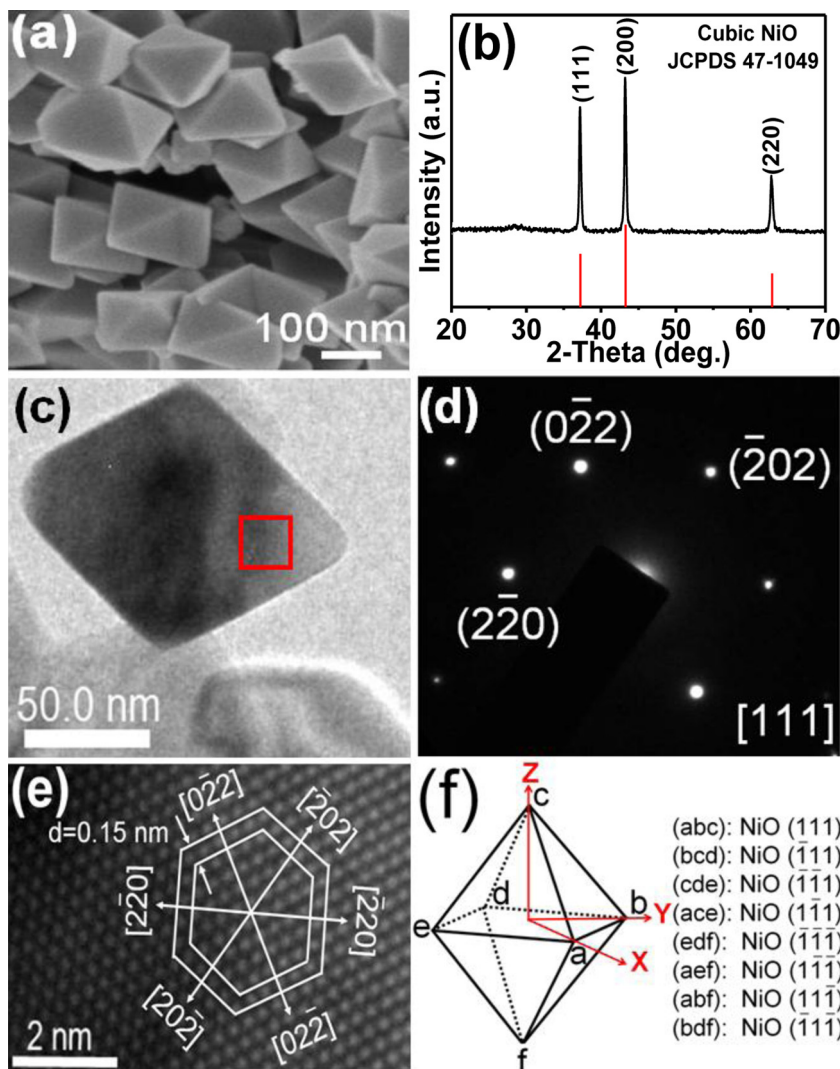 (a)
100 nm
(b)
Cubic NiO
JCPDS 47-1049
(111)
(200)
(220)
Intensity (a.u.)
20 30 40 50 60 70
2-Theta (deg.)
(c)
50.0 nm
(d)
(02̄2)
(2̄02)
(22̄0)
[111]
(e)
d=0.15 nm
[02̄2]
[2̄02]
[22̄0]
[2̄20]
[202̄]
[022̄]
2 nm
(f)
Z
c
d
b
Y
e
a
X
f
(abc): NiO (111)
(bcd): NiO (1̄11)
(cde): NiO (1̄1̄1)
(ace): NiO (11̄1)
(edf): NiO (1̄1̄1̄)
(aef): NiO (11̄1̄)
(abf): NiO (111̄)
(bdf): NiO (1̄11̄)